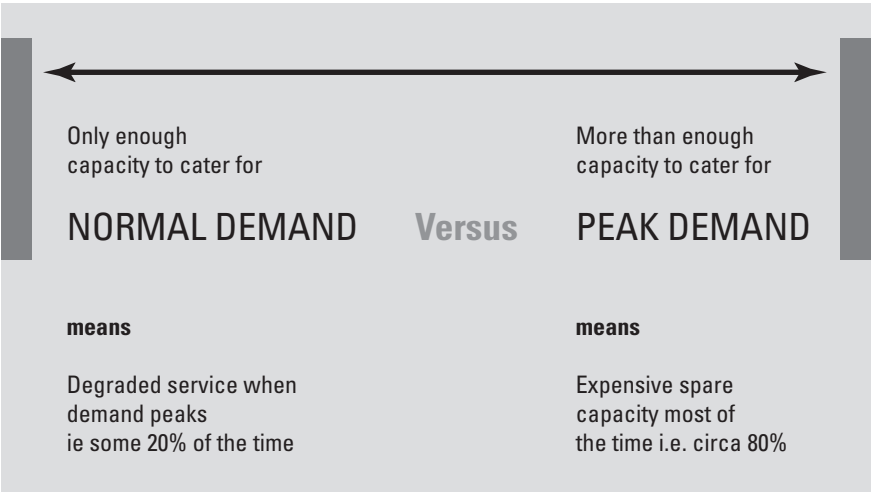 Only enough
capacity to cater for
NORMAL DEMAND
means
Degraded service when
demand peaks
ie some 20% of the time
Versus
More than enough
capacity to cater for
PEAK DEMAND
means
Expensive spare
capacity most of
the time i.e. circa 80%